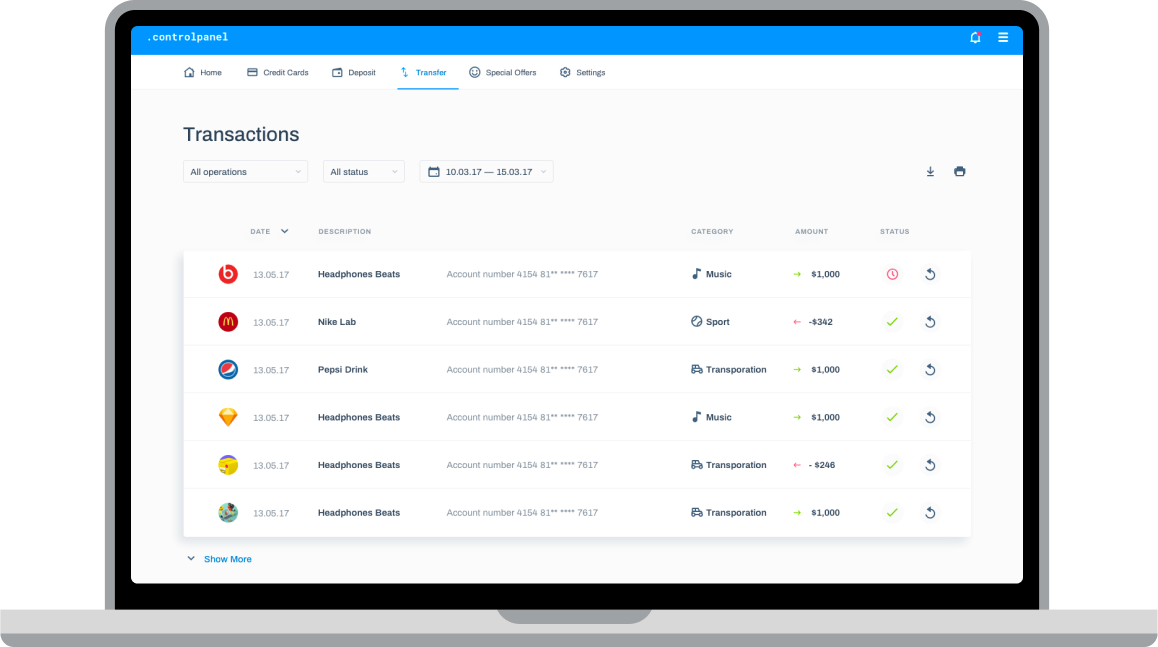 .controlpanel
Home Credit Cards Deposit Transfer Special Offers Settings
Transactions
All operations All status 10.03.17 — 15.03.17
DATE DESCRIPTION CATEGORY AMOUNT STATUS
13.05.17 Headphones Beats Account number 4154 81** **** 7617 Music $1,000
13.05.17 Nike Lab Account number 4154 81** **** 7617 Sport -$342
13.05.17 Pepsi Drink Account number 4154 81** **** 7617 Transporation $1,000
13.05.17 Headphones Beats Account number 4154 81** **** 7617 Music $1,000
13.05.17 Headphones Beats Account number 4154 81** **** 7617 Transporation - $246
13.05.17 Headphones Beats Account number 4154 81** **** 7617 Transporation $1,000
Show More